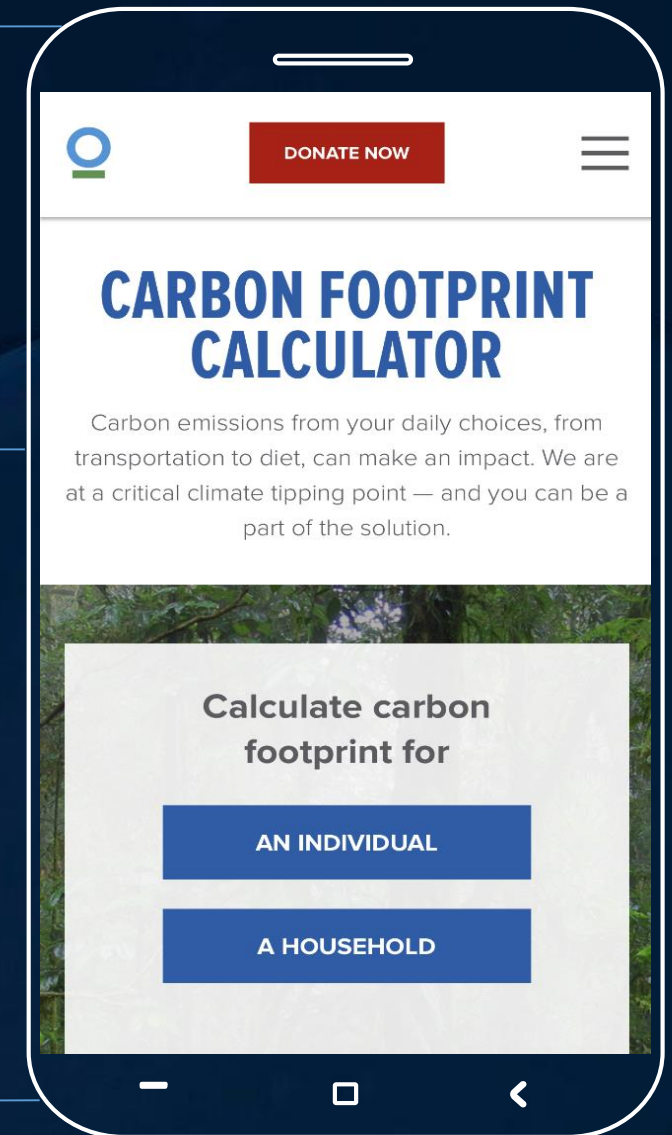 DONATE NOW
CARBON FOOTPRINT
CALCULATOR
Carbon emissions from your daily choices, from
transportation to diet, can make an impact. We are
at a critical climate tipping point — and you can be a
part of the solution.
Calculate carbon
footprint for
AN INDIVIDUAL
A HOUSEHOLD